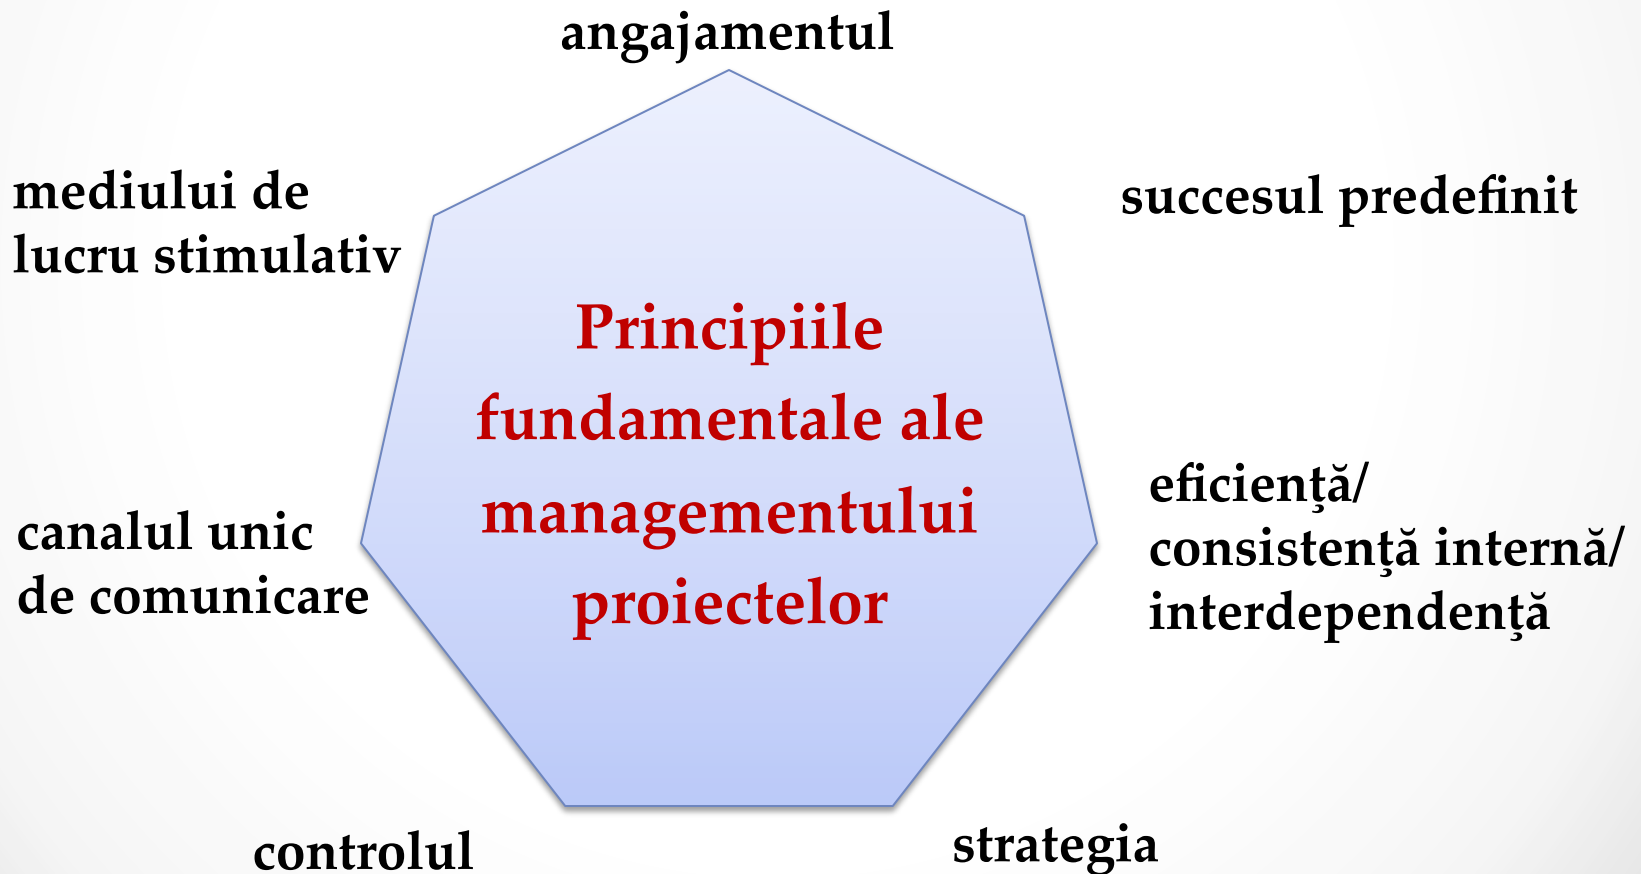 angajamentul
mediului de
lucru stimulativ
succesul predefinit
Principiile
fundamentale ale
managementului
proiectelor
canalul unic
de comunicare
eficienţă/
consistenţă internă/
interdependenţă
controlul
strategia